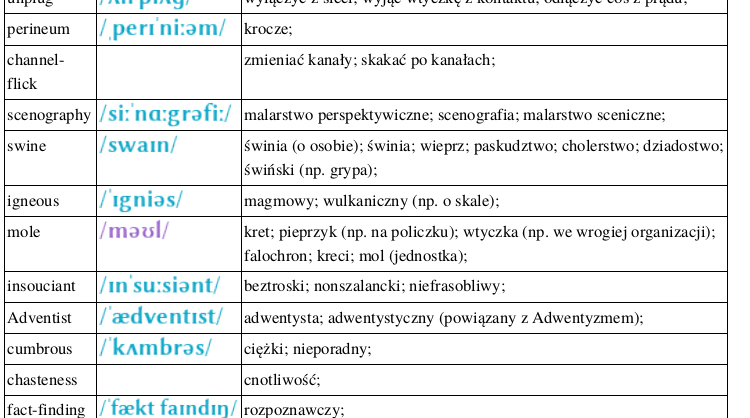 unplug /ʌnˈplʌɡ/ wyłączyć z sieci; wyjąć wtyczkę z kontaktu; odłączyć coś z prądu;
perineum /ˌperɪˈniːəm/ krocze;
channel- zmieniać kanały; skakać po kanałach;
flick
scenography /siːˈnɑːɡrəfiː/ malarstwo perspektywiczne; scenografia; malarstwo sceniczne;
swine /swaɪn/ świnia (o osobie); świnia; wieprz; paskudztwo; cholerstwo; dziadostwo;
świński (np. grypa);
igneous /ˈɪɡniəs/ magmowy; wulkaniczny (np. o skale);
mole /məʊl/ kret; pieprzyk (np. na policzku); wtyczka (np. we wrogiej organizacji);
falochron; kreci; mol (jednostka);
insouciant /ɪnˈsuːsiənt/ beztroski; nonszalancki; niefrasobliwy;
Adventist /ˈædventɪst/ adwentysta; adwentystyczny (powiązany z Adwentyzmem);
cumbrous /ˈkʌmbrəs/ ciężki; nieporadny;
chasteness cnotliwość;
fact-finding /ˈfækt faɪndɪŋ/ rozpoznawczy;